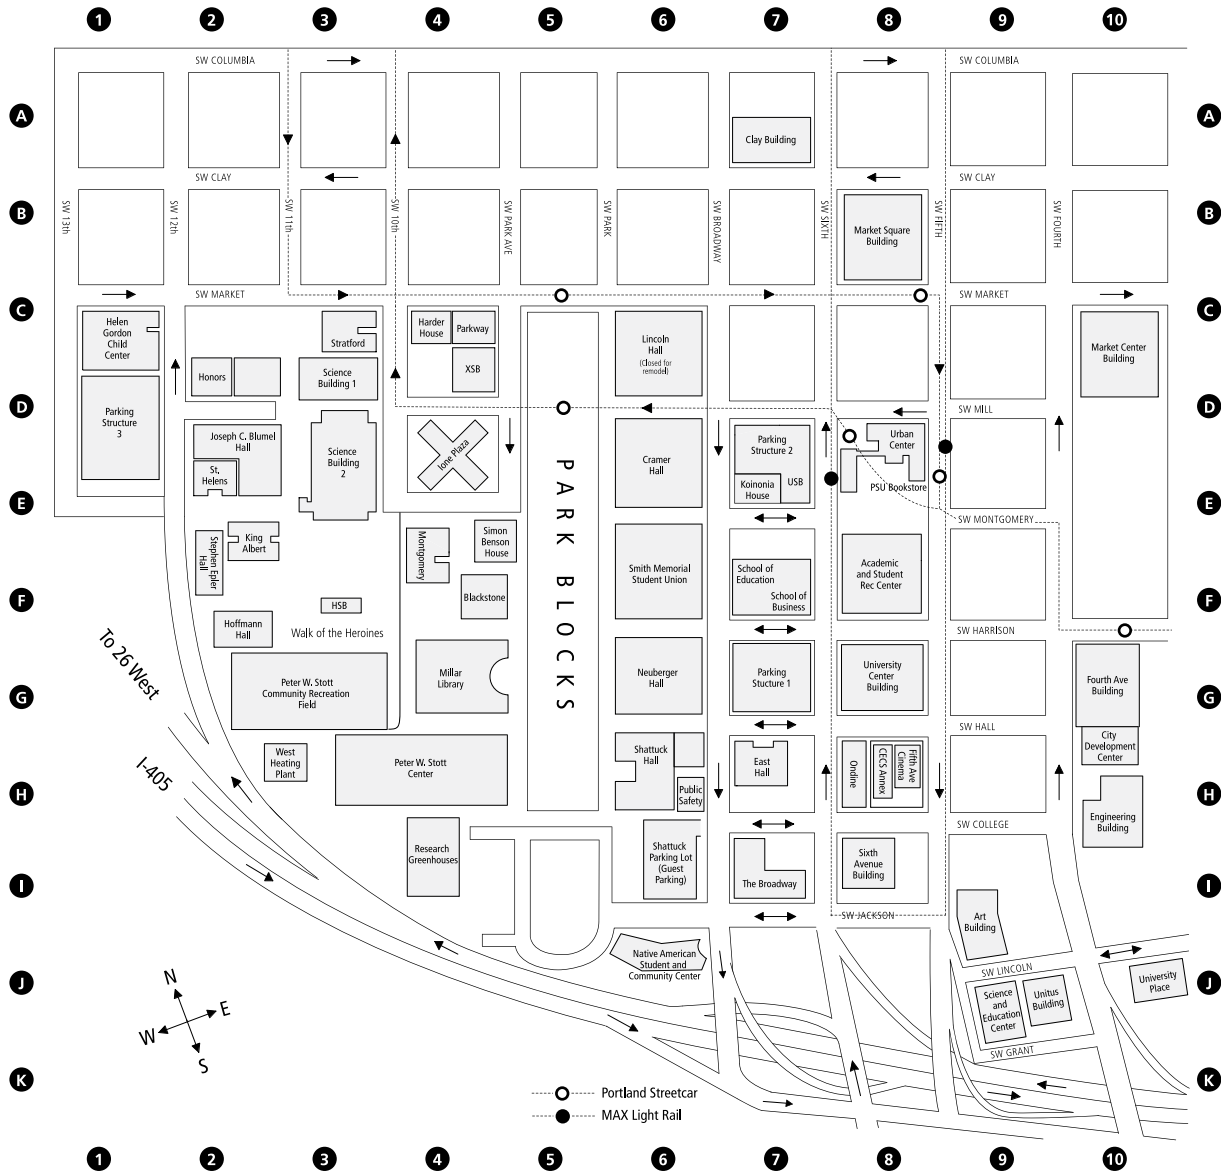 1 2 3 4 5 6 7 8 9 10
SW COLUMBIA
SW COLUMBIA
A
A
Clay Building
SW CLAY
SW CLAY
B
B
SW 13th
SW 12th
SW 11th
SW 10th
SW PARK AVE
SW PARK
SW BROADWAY
SW SIXTH
SW FIFTH
SW FOURTH
Market Square
Building
SW MARKET
SW MARKET
C
C
Helen
Gordon
Child
Center
Stratford
Harder
House
Parkway
Lincoln
Hall
(Closed for
remodel)
Market Center
Building
Honors
Science
Building 1
XSB
D
D
SW MILL
Parking
Structure
3
Joseph C. Blumel
Hall
St,
Helens
Science
Building
2
Ione Plaza
Cramer
Hall
Parking
Structure 2
Koinonia
House
USB
Urban
Center
PSU Bookstore
PARK BLOCKS
E
E
SW MONTGOMERY
Stephen Epler
Hall
King
Albert
Montgomery
Simon
Benson
House
Smith Memorial
Student Union
School of
Education
School of
Business
Academic
and Student
Rec Center
Blackstone
F
F
HSB
Hoffmann
Hall
Walk of the Heroines
SW HARRISON
To 26 West
Peter W. Stott
Community Recreation
Field
Millar
Library
Neuberger
Hall
Parking
Stucture 1
University
Center
Building
Fourth Ave
Building
G
G
SW HALL
City
Development
Center
I-405
West
Heating
Plant
Peter W. Stott
Center
Shattuck
Hall
Public
Safety
East
Hall
Ondine
CECS Annex
Fifth Ave
Cinema
H
H
Engineering
Building
SW COLLEGE
Research
Greenhouses
Shattuck
Parking Lot
(Guest
Parking)
The Broadway
Sixth
Avenue
Building
I
I
SW JACKSON
Art
Building
Native American
Student and
Community Center
SW LINCOLN
J
J
Science
and
Education
Center
Unitus
Building
University
Place
SW GRANT
N
W E
S
K
K
Portland Streetcar
MAX Light Rail
1 2 3 4 5 6 7 8 9 10